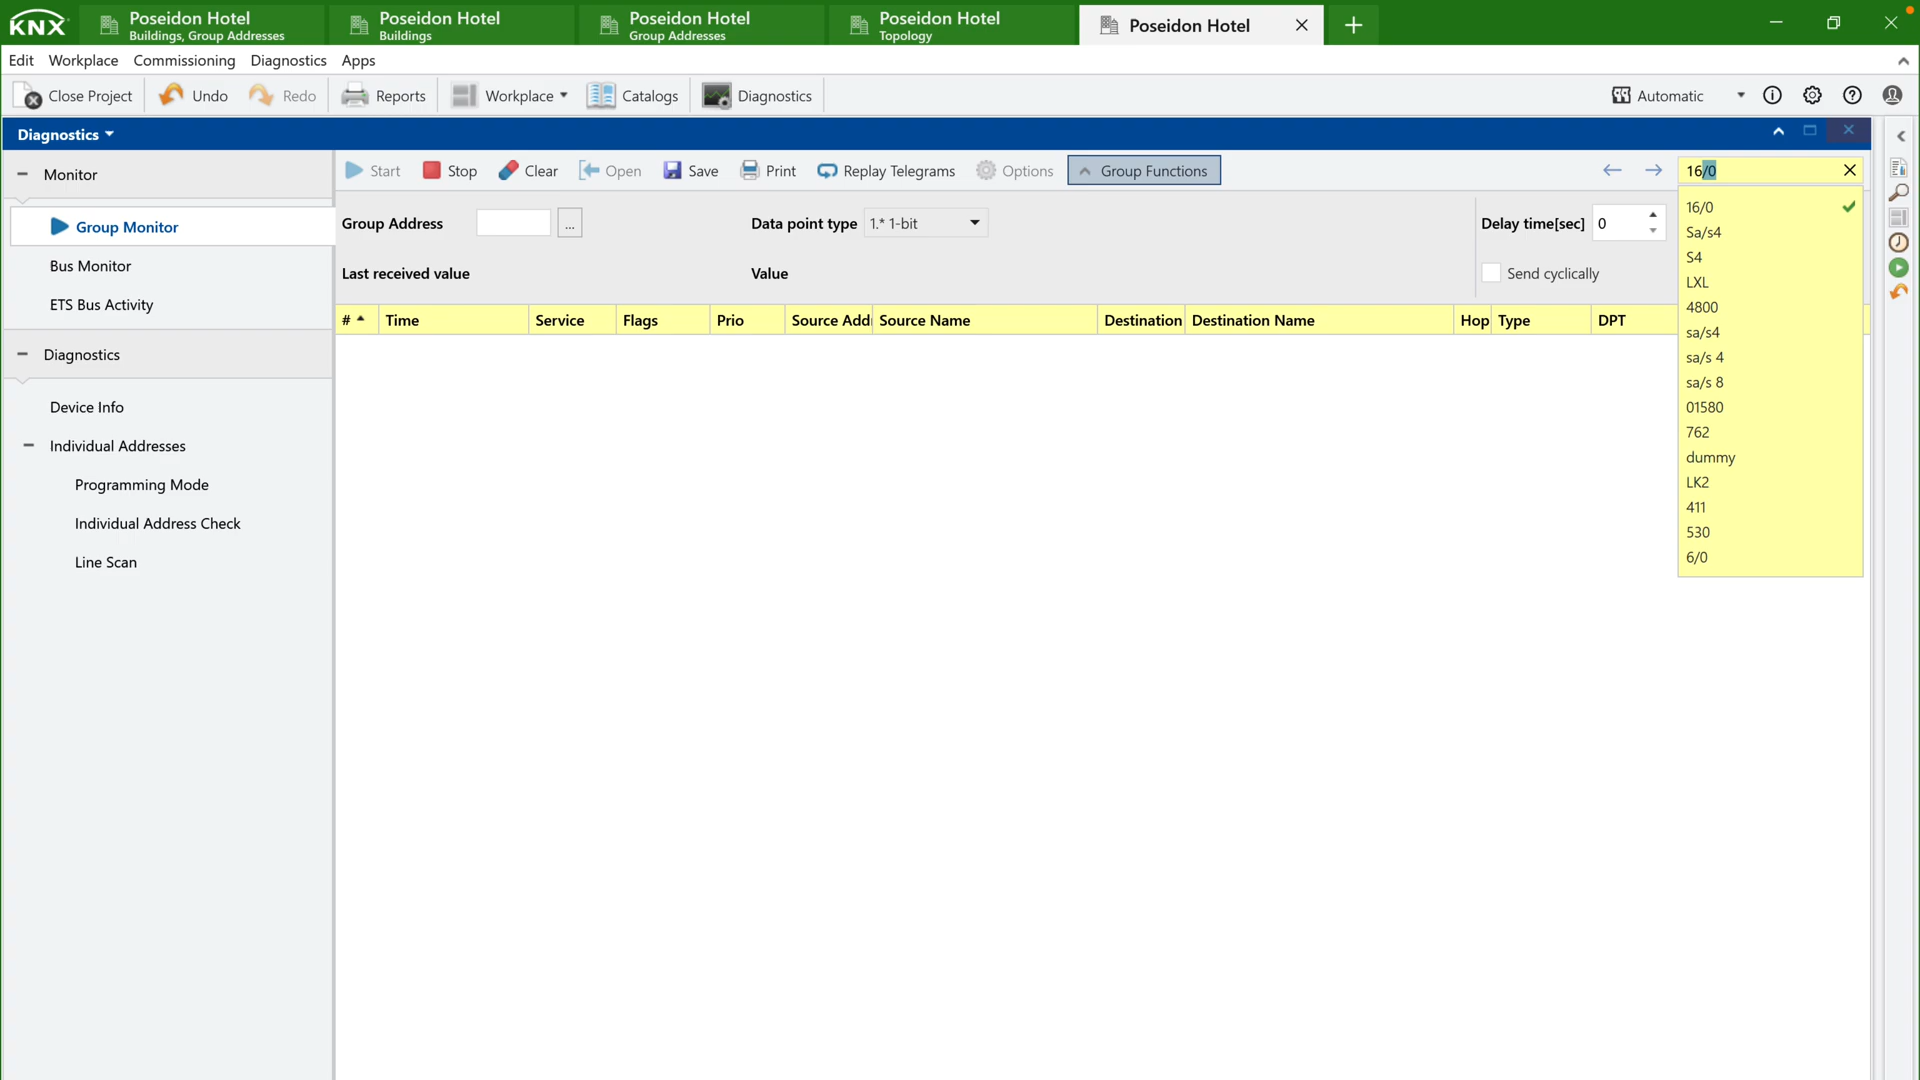 KNX
Poseidon Hotel
Buildings, Group Addresses
Poseidon Hotel
Buildings
Poseidon Hotel
Group Addresses
Poseidon Hotel
Topology
Poseidon Hotel
Edit Workplace Commissioning Diagnostics Apps
Close Project Undo Redo Reports Workplace Catalogs Diagnostics Automatic
Diagnostics
Monitor
Group Monitor
Bus Monitor
ETS Bus Activity
Diagnostics
Device Info
Individual Addresses
Programming Mode
Individual Address Check
Line Scan
Start Stop Clear Open Save Print Replay Telegrams Options Group Functions 16/0
Group Address ... Data point type 1.* 1-bit Delay time[sec] 0
Last received value Value Send cyclically
# Time Service Flags Prio Source Add Source Name Destination Destination Name Hop Type DPT
16/0
Sa/s4
S4
LXL
4800
sa/s4
sa/s 4
sa/s 8
01580
762
dummy
LK2
411
530
6/0